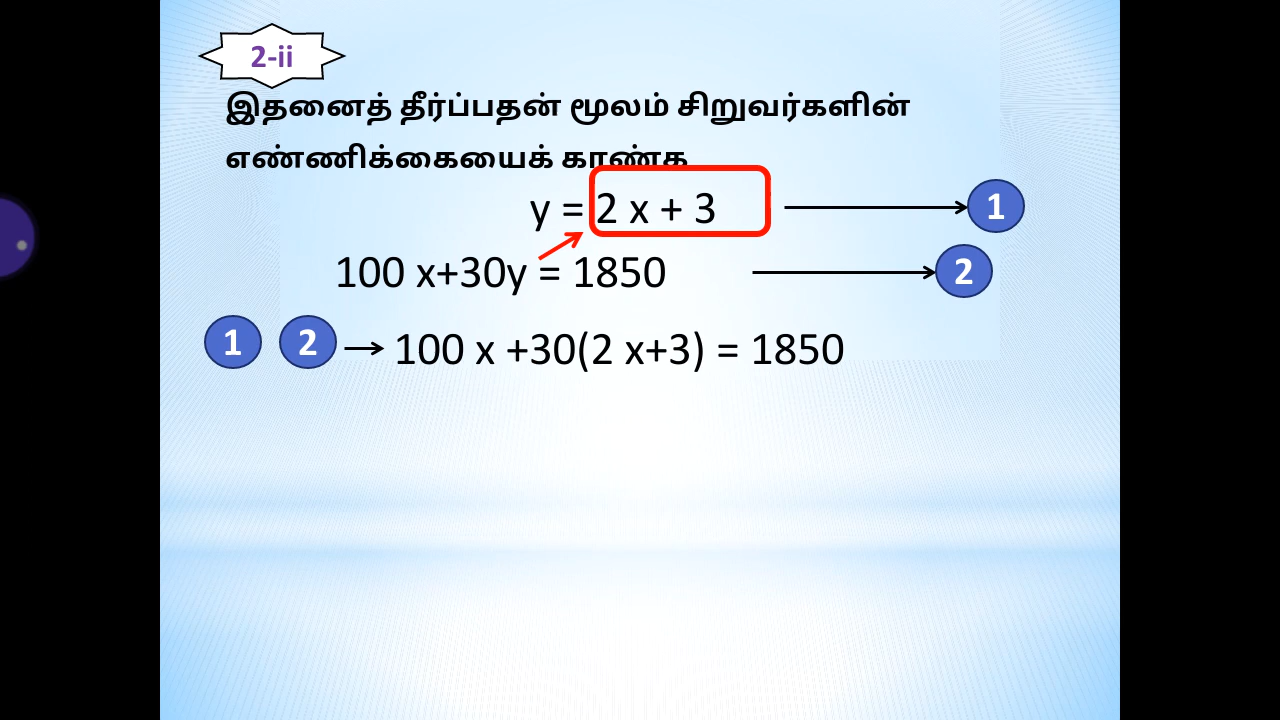 2-ii
இதனைத் தீர்ப்பதன் மூலம் சிறுவர்களின்
எண்ணிக்கையைக் காண்க
y = 2 x + 3 1
100 x+30y = 1850 2
1 2 100 x +30(2 x+3) = 1850